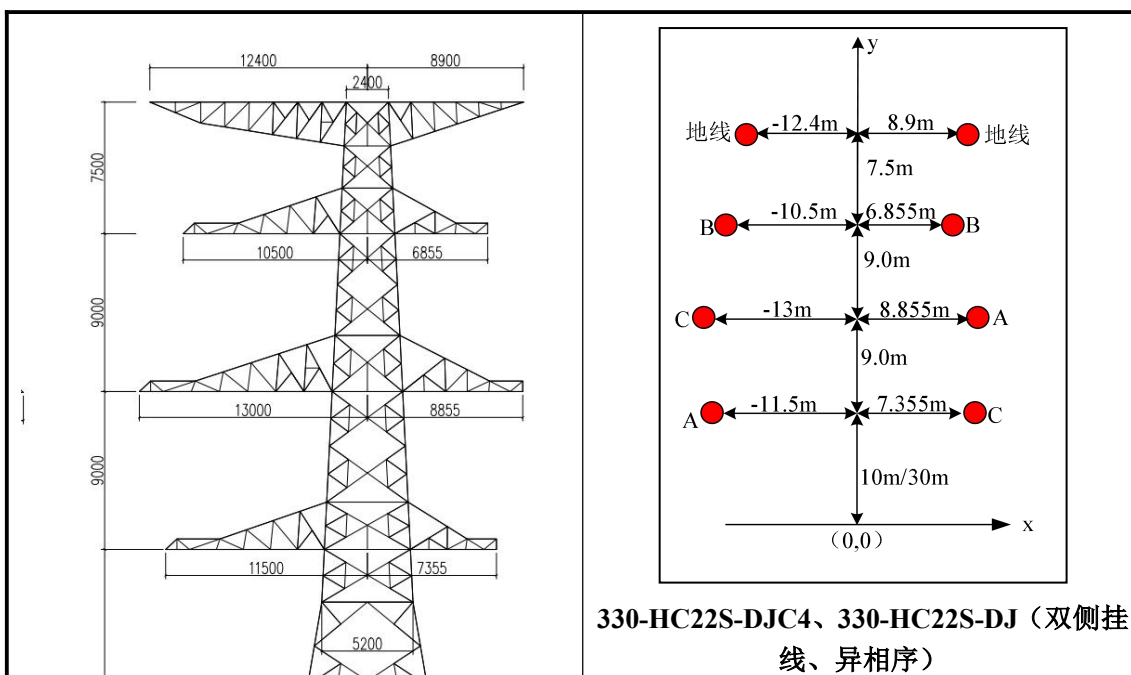 12400
8900
2400
7500
10500
6855
9000
13000
8855
9000
11500
7355
5200
y
地线
-12.4m
8.9m
地线
7.5m
B
-10.5m
6.855m
B
9.0m
C
-13m
8.855m
A
9.0m
A
-11.5m
7.355m
C
10m/30m
x
（0,0）
330-HC22S-DJC4、330-HC22S-DJ（双侧挂
线、异相序）